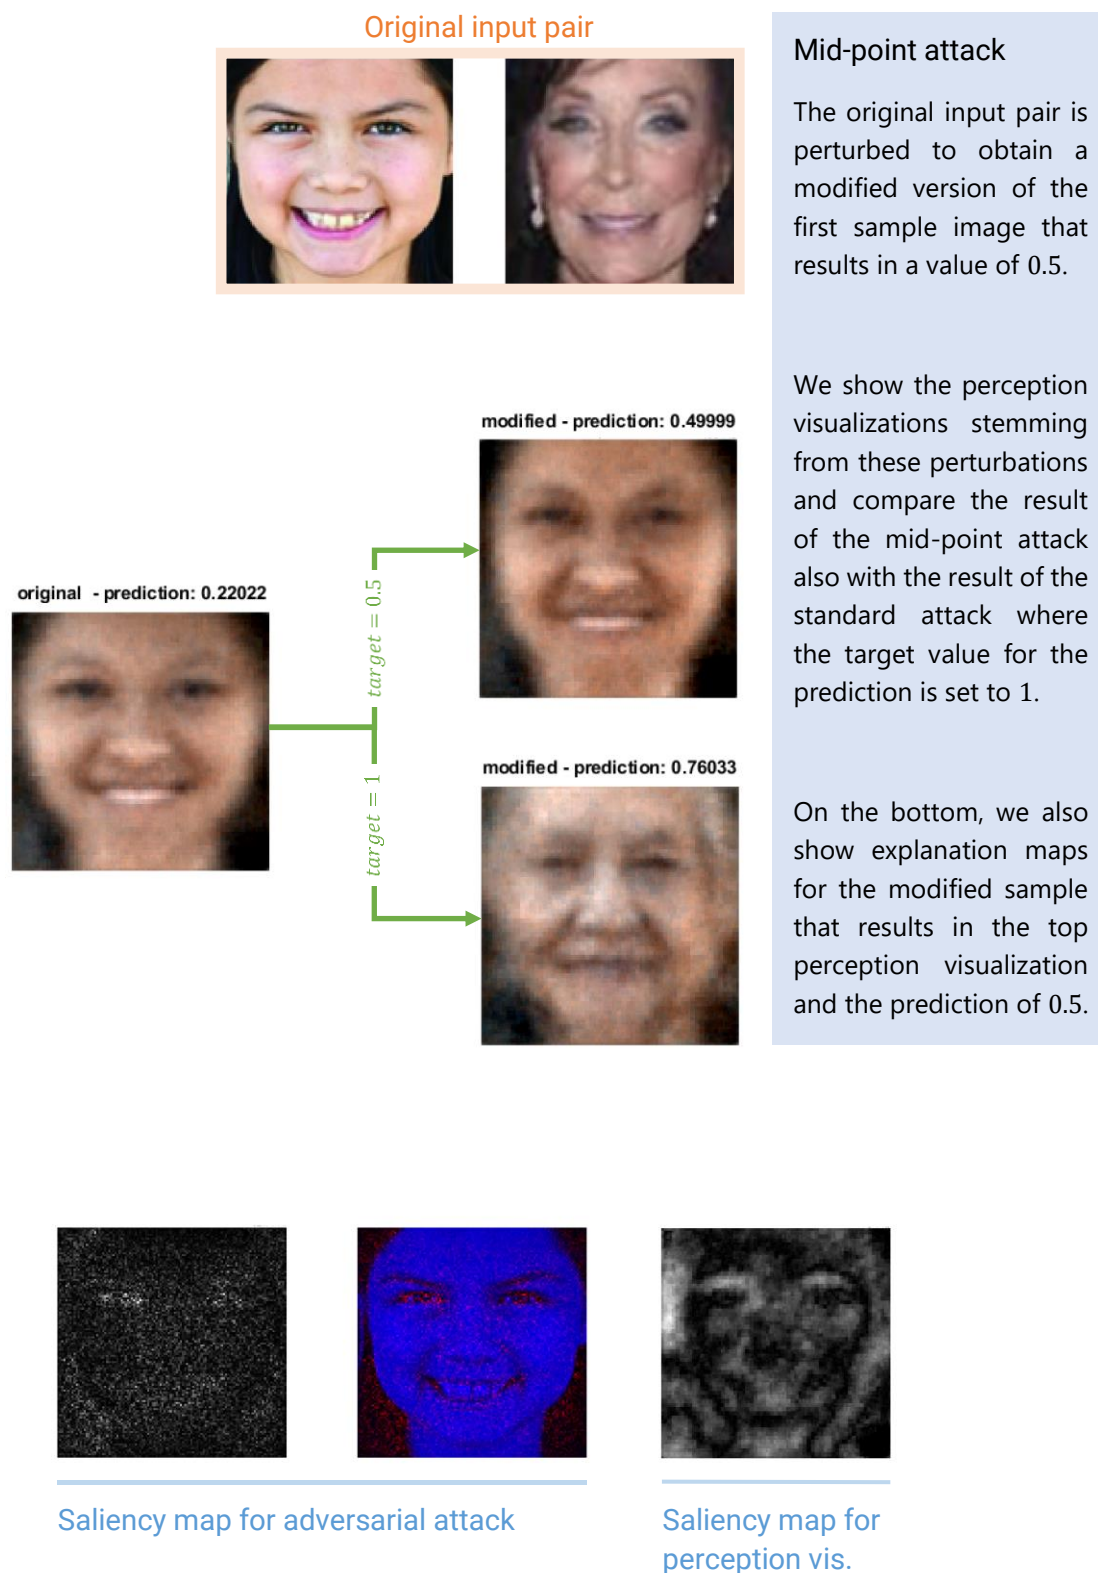 Original input pair
Mid-point attack
The original input pair is
perturbed to obtain a
modified version of the
first sample image that
results in a value of 0.5.
We show the perception
visualizations stemming
from these perturbations
and compare the result
of the mid-point attack
also with the result of the
standard attack where
the target value for the
prediction is set to 1.
On the bottom, we also
show explanation maps
for the modified sample
that results in the top
perception visualization
and the prediction of 0.5.
original - prediction: 0.22022
target = 0.5
modified - prediction: 0.49999
target = 1
modified - prediction: 0.76033
Saliency map for adversarial attack
Saliency map for
perception vis.